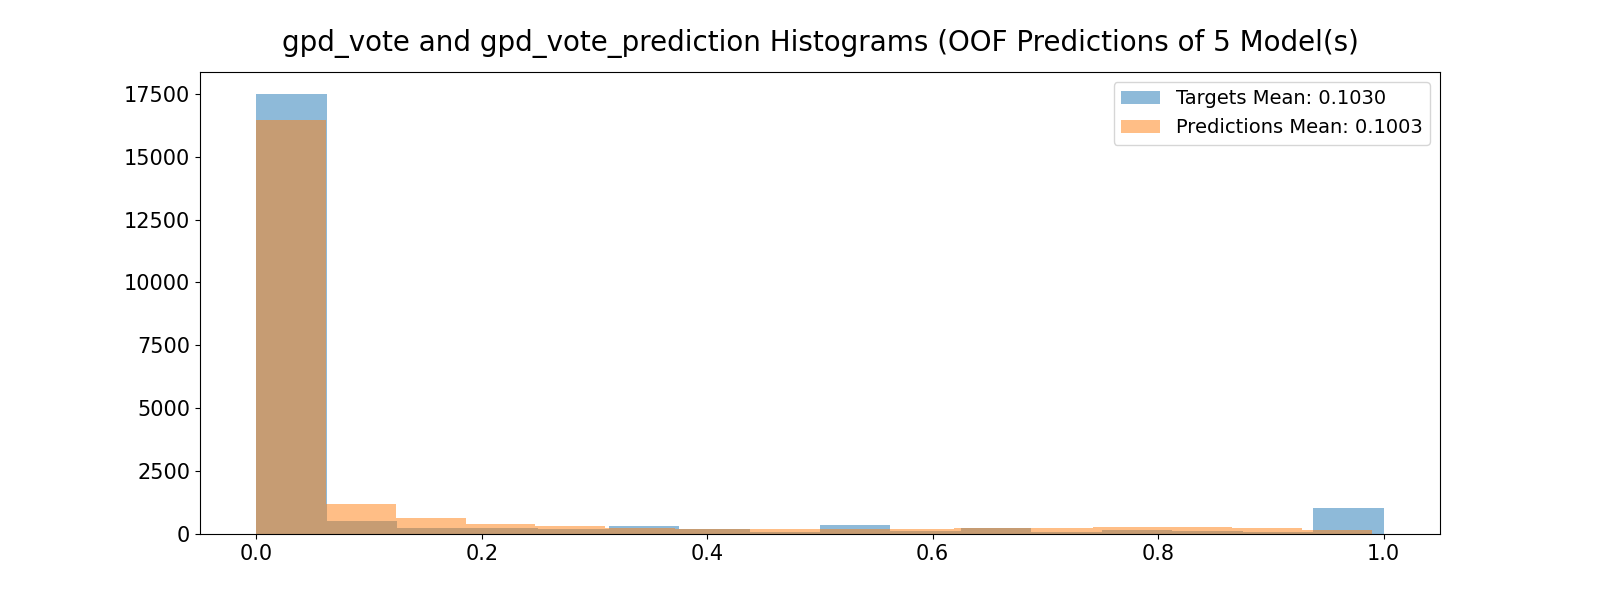 gpd_vote and gpd_vote_prediction Histograms (OOF Predictions of 5 Model(s)
Targets Mean: 0.1030
Predictions Mean: 0.1003
17500
15000
12500
10000
7500
5000
2500
0
0.0 0.2 0.4 0.6 0.8 1.0